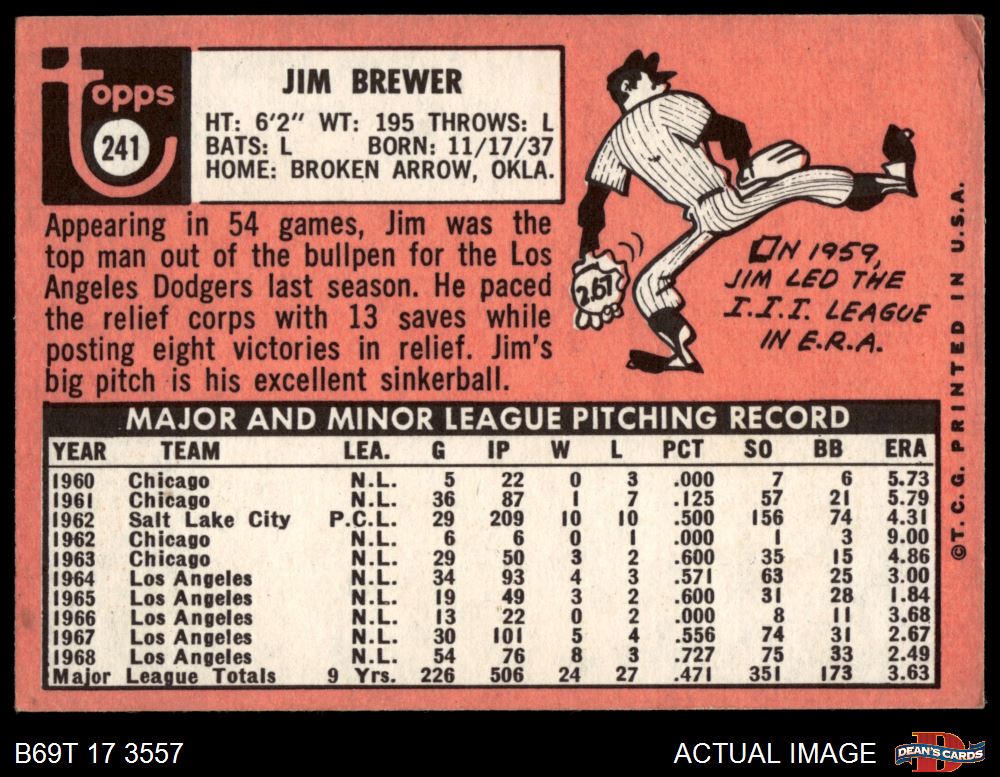 topps
241
JIM BREWER
HT: 6'2" WT: 195 THROWS: L
BATS: L BORN: 11/17/37
HOME: BROKEN ARROW, OKLA.
Appearing in 54 games, Jim was the
top man out of the bullpen for the Los
Angeles Dodgers last season. He paced
the relief corps with 13 saves while
posting eight victories in relief. Jim's
big pitch is his excellent sinkerball.
2.67
ON 1959,
JIM LED THE
I.I.I. LEAGUE
IN E.R.A.
MAJOR AND MINOR LEAGUE PITCHING RECORD
YEAR TEAM LEA. G IP W L PCT SO BB ERA
1960 Chicago N.L. 5 22 0 3 .000 7 6 5.73
1961 Chicago N.L. 36 87 1 7 .125 57 21 5.79
1962 Salt Lake City P.C.L. 29 209 10 10 .500 156 74 4.31
1962 Chicago N.L. 6 6 0 1 .000 1 3 9.00
1963 Chicago N.L. 29 50 3 2 .600 35 15 4.86
1964 Los Angeles N.L. 34 93 4 3 .571 63 25 3.00
1965 Los Angeles N.L. 19 49 3 2 .600 31 28 1.84
1966 Los Angeles N.L. 13 22 0 2 .000 8 11 3.68
1967 Los Angeles N.L. 30 101 5 4 .556 74 31 2.67
1968 Los Angeles N.L. 54 76 8 3 .727 75 33 2.49
Major League Totals 9 Yrs. 226 506 24 27 .471 351 173 3.63
©T. C. G. PRINTED IN U.S.A.
B69T 17 3557
ACTUAL IMAGE
D
DEAN'S CARDS